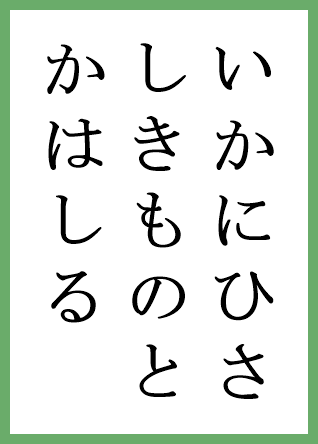 いかにひさ
しきものと
かはしる